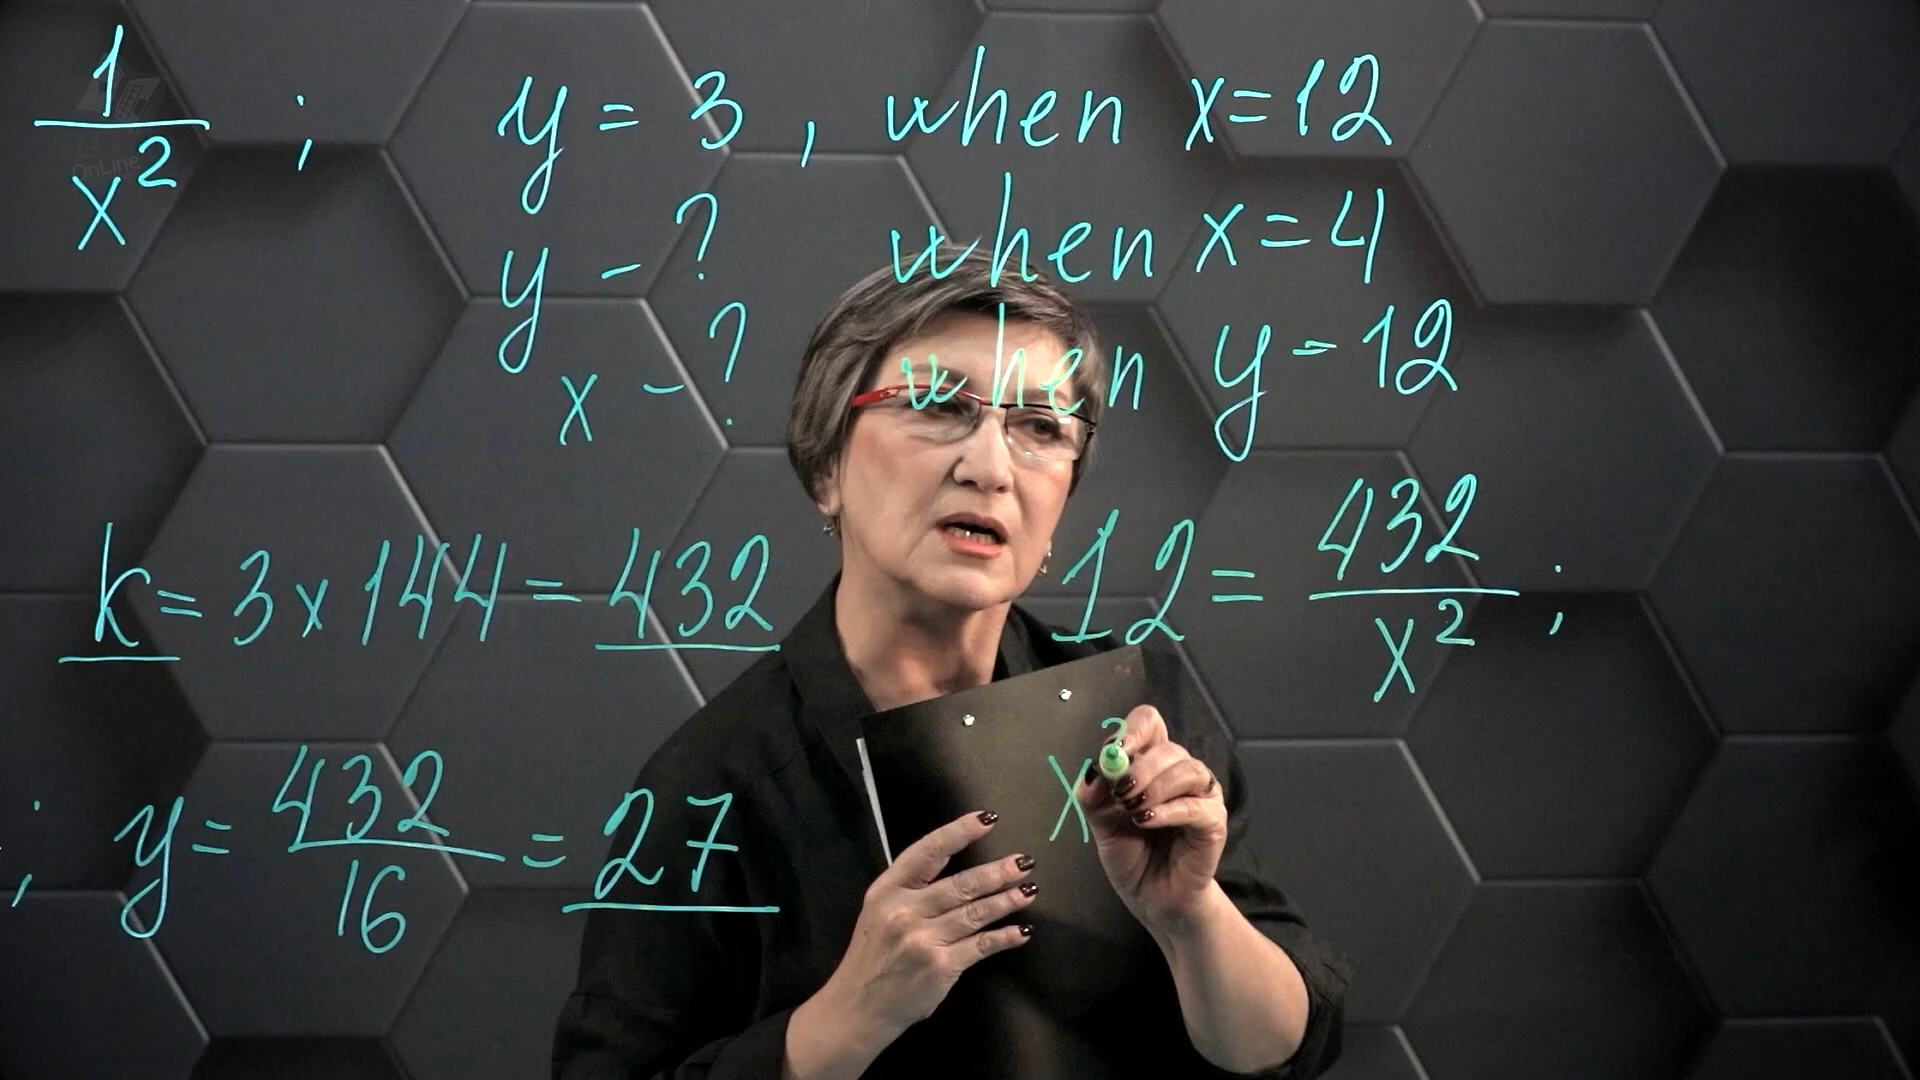 1/x² ; y = 3 , when x=12
y - ? when x=4
x - ? when y - 12
k = 3 x 144 = 432 12 = 432/x² ;
; y = 432/16 = 27 x²
OnLine